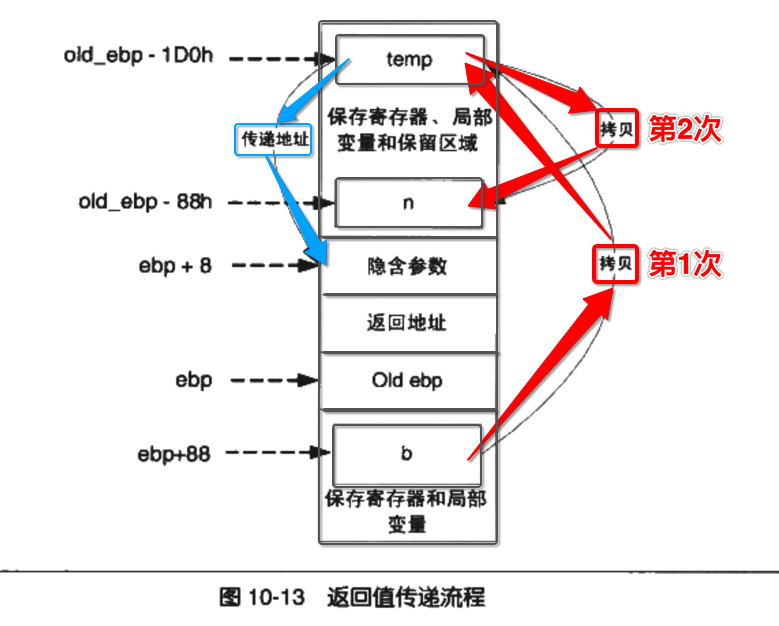 old_ebp - 1D0h
temp
拷贝
第2次
传递地址
保存寄存器、局部
变量和保留区域
old_ebp - 88h
n
ebp + 8
隐含参数
拷贝
第1次
返回地址
ebp
Old ebp
ebp+88
b
保存寄存器和局部
变量
图 10-13 返回值传递流程